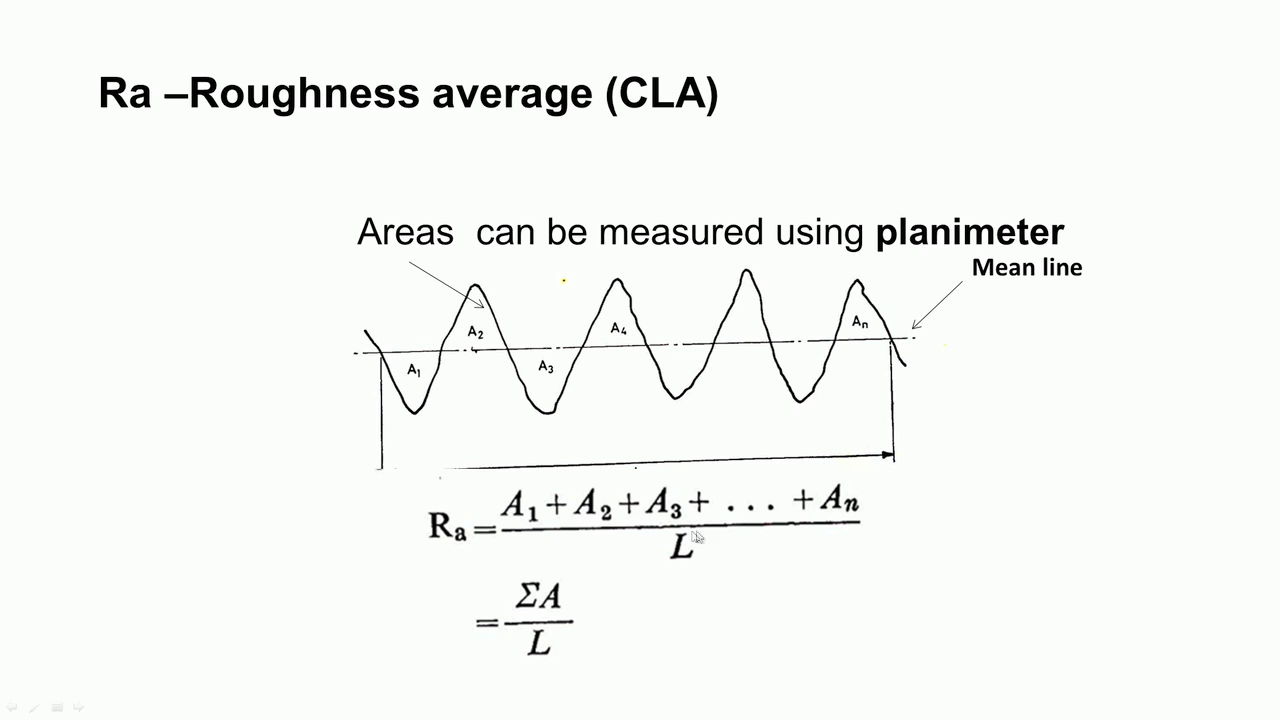 Ra –Roughness average (CLA)
Areas can be measured using planimeter
Mean line
A₂
A₄
Aₙ
A₁
A₃
Rₐ = A₁ + A₂ + A₃ + . . . + Aₙ / L
= ΣA / L